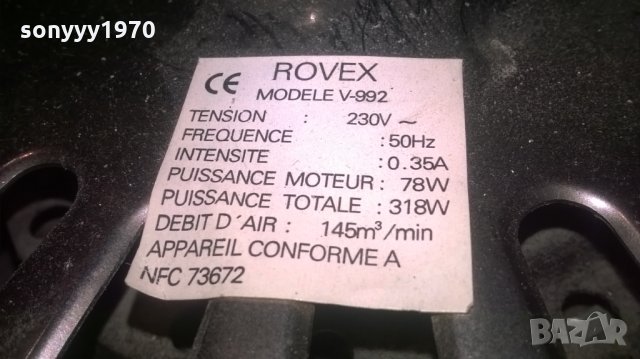 sonyyy1970
CE ROVEX
MODELE V-992
TENSION : 230V ~
FREQUENCE : 50Hz
INTENSITE : 0.35A
PUISSANCE MOTEUR : 78W
PUISSANCE TOTALE : 318W
DEBIT D'AIR : 145m³/min
APPAREIL CONFORME A
NFC 73672
BAZAR